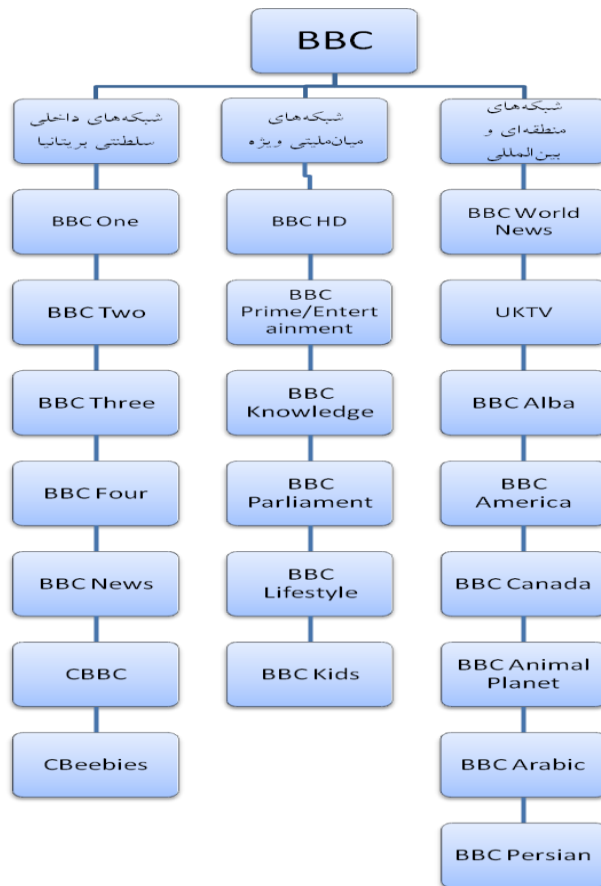 BBC
شبکه‌های داخلی
سلطنتی بریتانیا
BBC One
BBC Two
BBC Three
BBC Four
BBC News
CBBC
CBeebies
شبکه‌های
میان‌ملیتی ویژه
BBC HD
BBC
Prime/Entert
ainment
BBC
Knowledge
BBC
Parliament
BBC
Lifestyle
BBC Kids
شبکه‌های
منطقه‌ای و
بین‌المللی
BBC World
News
UKTV
BBC Alba
BBC
America
BBC Canada
BBC Animal
Planet
BBC Arabic
BBC Persian